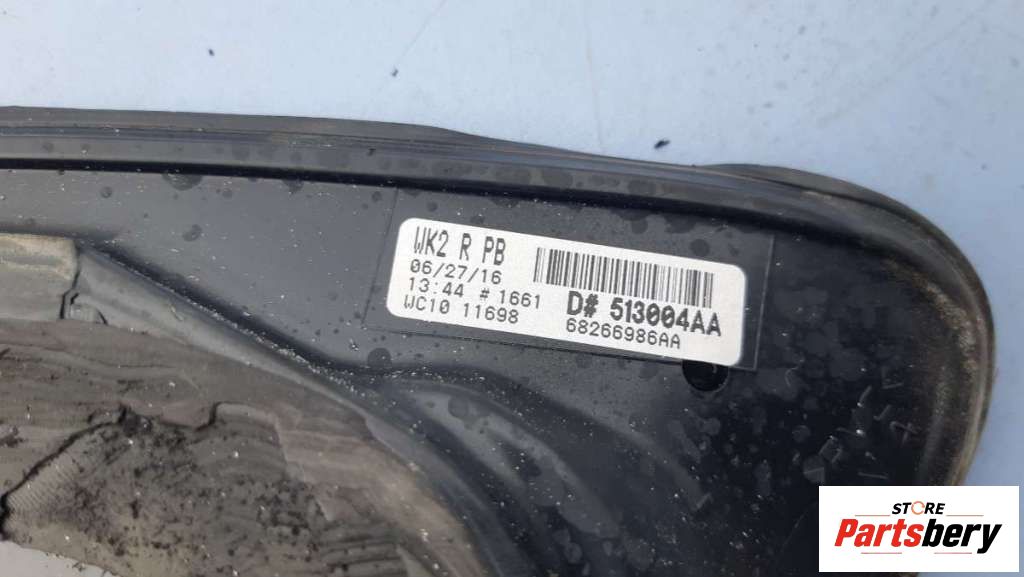 WK2 R PB
06/27/16
13:44 # 1661
WC10 11698
D# 513004AA
68266986AA
STORE
Partsbery